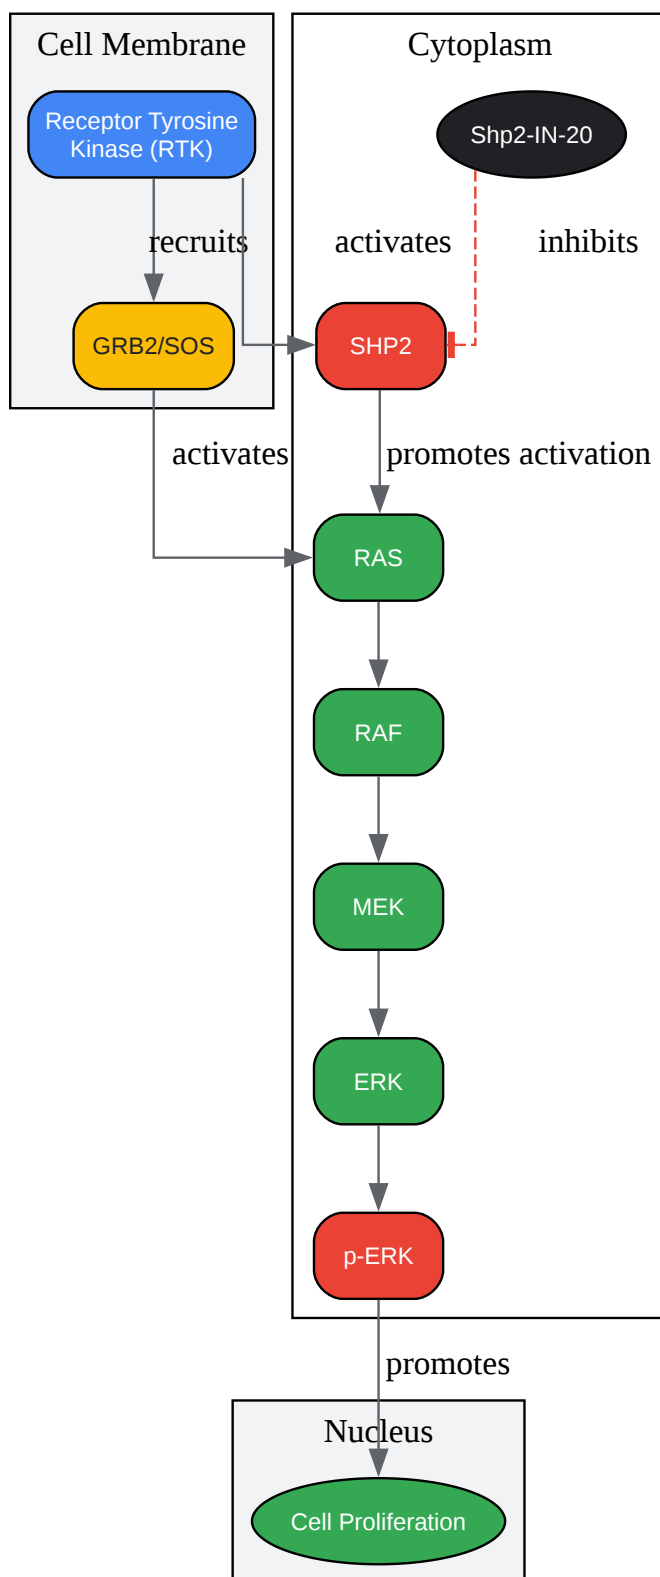 Cell Membrane
Cytoplasm
Receptor Tyrosine
Kinase (RTK)
Shp2-IN-20
recruits
activates
inhibits
GRB2/SOS
SHP2
activates
promotes activation
RAS
RAF
MEK
ERK
p-ERK
promotes
Nucleus
Cell Proliferation